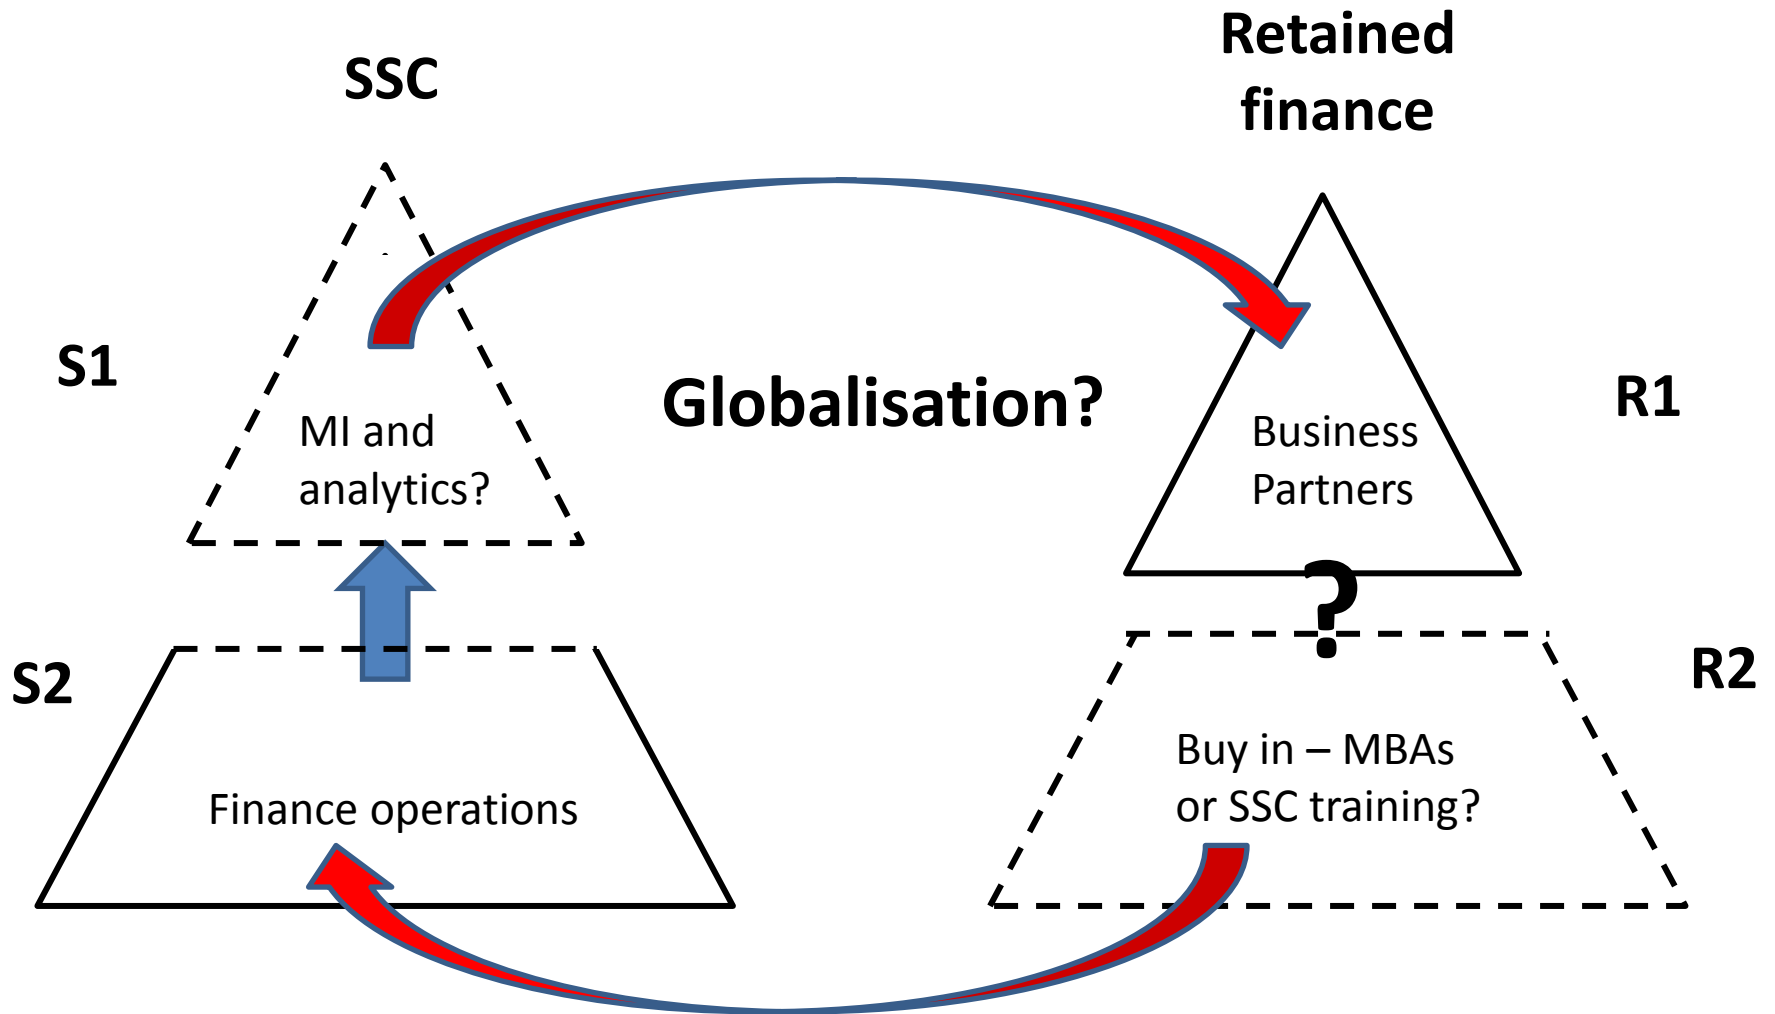 SSC
Retained
finance
S1
MI and
analytics?
Globalisation?
Business
Partners
R1
?
S2
Finance operations
Buy in – MBAs
or SSC training?
R2